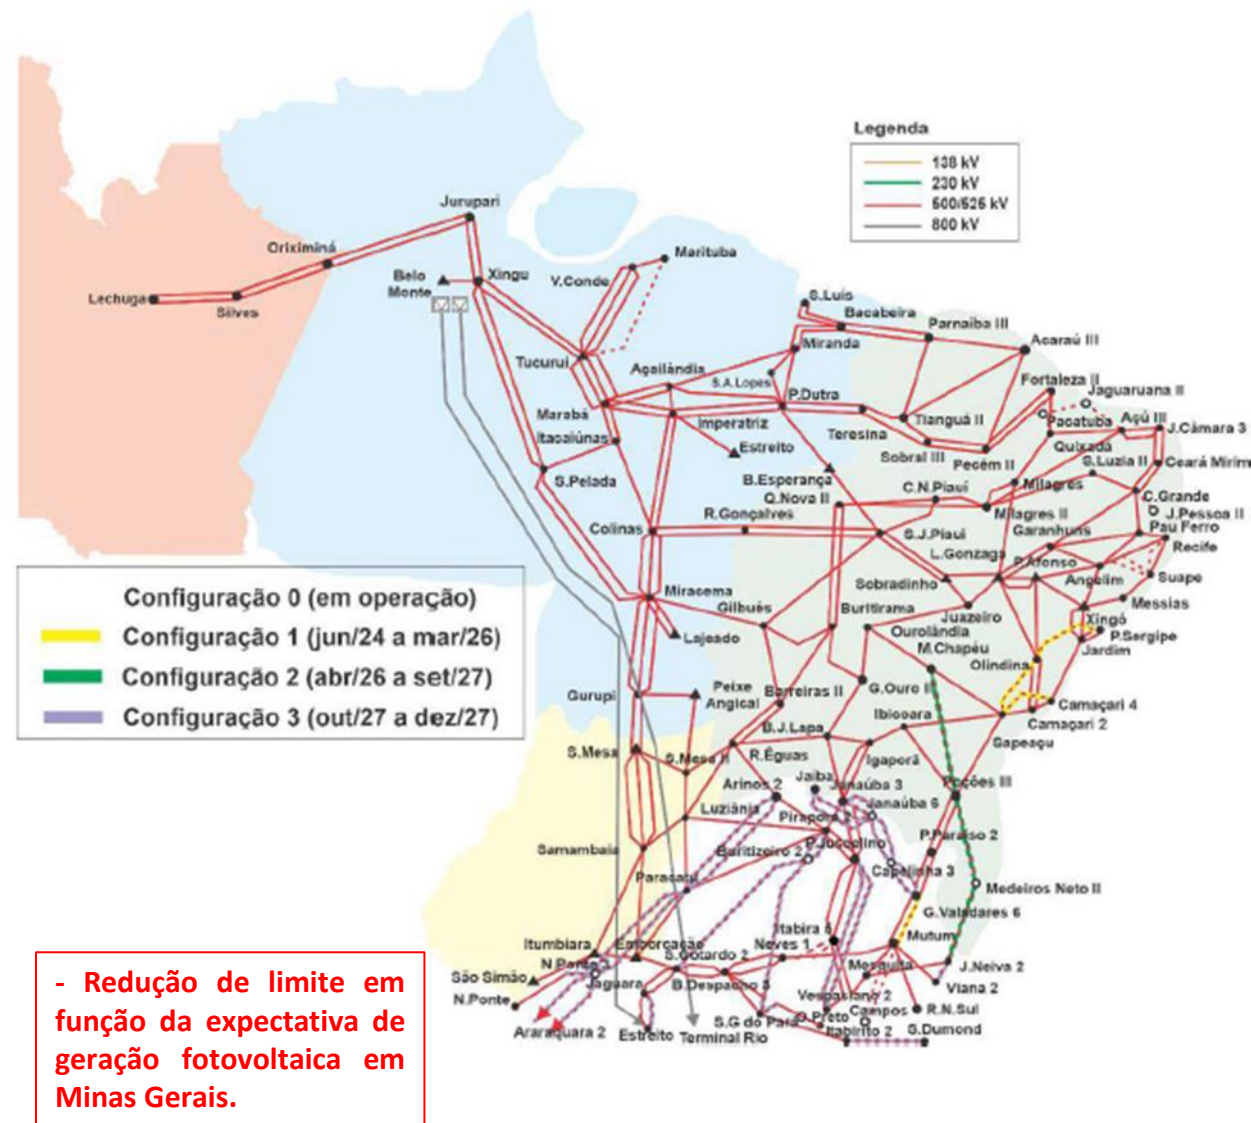 Legenda
138 kV
230 kV
500/525 kV
800 kV
Jurupari
Oriximiná
Lechuga
Silves
Belo
Monte
Xingu
V.Conde
Marituba
Tucuruí
S.Luís
Bacabeira
Parnaíba III
Acaraú III
Miranda
Açailândia
S.A.Lopes
P.Dutra
Fortaleza II
Jaguaruana II
Marabá
Imperatriz
Teresina
Tianguá II
Pacatuba
Açú III
J.Câmara 3
Itacaiúnas
Estreito
Sobral III
Pecém II
Quixadá
S.Luzia II
Ceará Mirim
S.Pelada
B.Esperança
Q.Nova II
C.N.Piauí
Milagres
C.Grande
Colinas
R.Gonçalves
Milagres II
J.Pessoa II
S.J.Piauí
Garanhuns
Pau Ferro
Recife
L.Gonzaga
P.Afonso
Angelim
Suape
Sobradinho
Miracema
Gilbués
Buritirama
Juazeiro
Messias
Xingó
Lajeado
Ourolândia
P.Sergipe
M.Chapéu
Jardim
Olindina
Configuração 0 (em operação)
Configuração 1 (jun/24 a mar/26)
Configuração 2 (abr/26 a set/27)
Configuração 3 (out/27 a dez/27)
Gurupi
Peixe
Angical
Barreiras II
G.Ouro II
Ibicoara
Camaçari 4
Camaçari 2
Sapeaçu
S.Mesa
S.Mesa II
R.Éguas
B.J.Lapa
Igaporã
Arinos 2
Jaíba
Janaúba 3
Poções III
Luziânia
Pirapora 2
Janaúba 6
P.Paraíso 2
Samambaia
Buritizeiro 2
P.Juscelino
Capelinha 3
Medeiros Neto II
Paracatu
G.Valadares 6
Itabira 5
Mutum
Itumbiara
Emborcação
S.Gotardo 2
Neves 1
N.Ponte 3
Mesquita
J.Neiva 2
São Simão
Jaguara
B.Despacho 3
Viana 2
N.Ponte
Vespasiano 2
Araraquara 2
Estreito
Terminal Rio
S.G do Pará
O.Preto
Campos
R.N.Sul
Itabirito 2
S.Dumond
- Redução de limite em
função da expectativa de
geração fotovoltaica em
Minas Gerais.